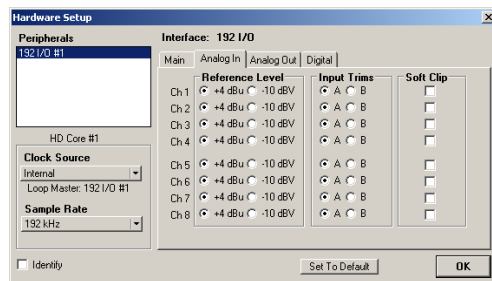 Hardware Setup
Peripherals
192 I/O #1
HD Core #1
Clock Source
Internal
Loop Master: 192 I/O #1
Sample Rate
192 kHz
Identify
Interface: 192 I/O
Main Analog In Analog Out Digital
Reference Level Input Trims Soft Clip
Ch 1 +4 dBu -10 dBV A B
Ch 2 +4 dBu -10 dBV A B
Ch 3 +4 dBu -10 dBV A B
Ch 4 +4 dBu -10 dBV A B
Ch 5 +4 dBu -10 dBV A B
Ch 6 +4 dBu -10 dBV A B
Ch 7 +4 dBu -10 dBV A B
Ch 8 +4 dBu -10 dBV A B
Set To Default OK